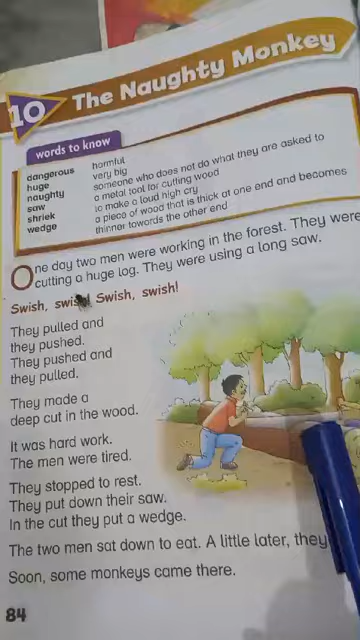 10 The Naughty Monkey
words to know
dangerous harmful
huge very big
naughty someone who does not do what they are asked to
saw a metal tool for cutting wood
shriek to make a loud high cry
wedge a piece of wood that is thick at one end and becomes
thinner towards the other end
One day two men were working in the forest. They were
cutting a huge log. They were using a long saw.
Swish, swish! Swish, swish!
They pulled and
they pushed.
They pushed and
they pulled.
They made a
deep cut in the wood.
It was hard work.
The men were tired.
They stopped to rest.
They put down their saw.
In the cut they put a wedge.
The two men sat down to eat. A little later, they
Soon, some monkeys came there.
84